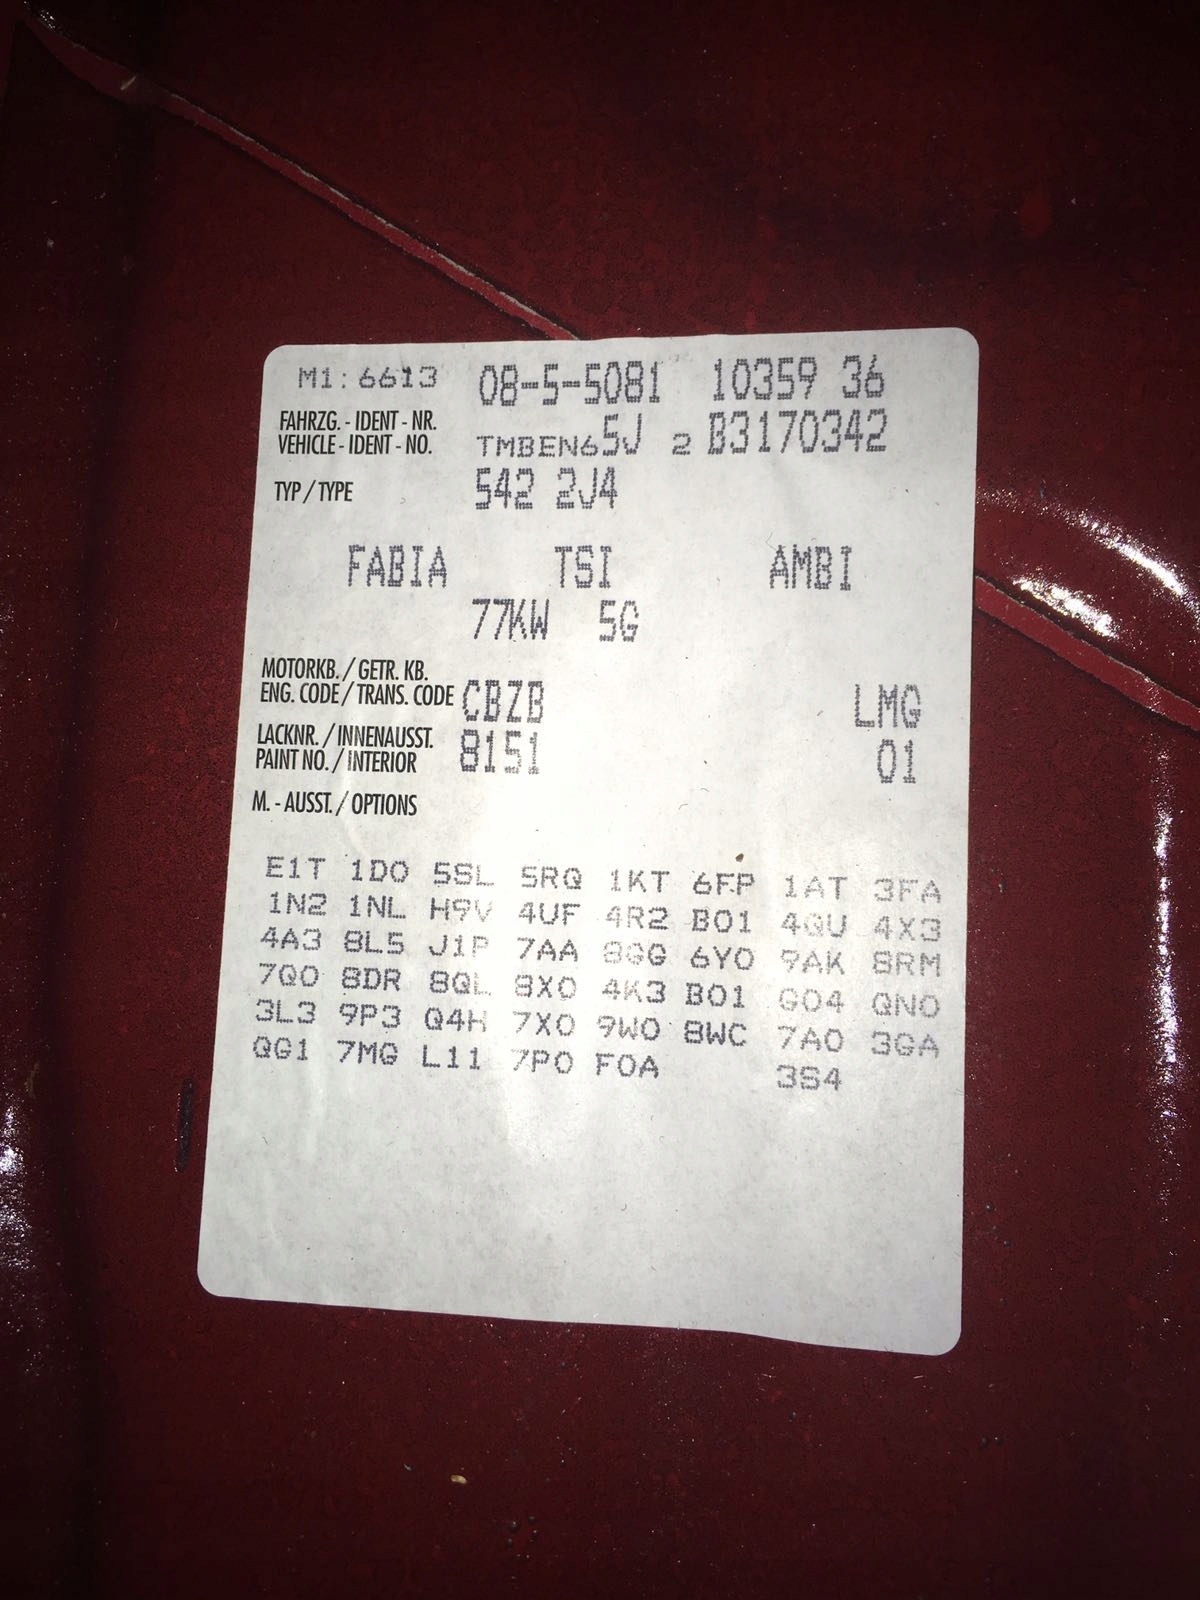 M1:6613 08-5-5081 10359 36
FAHRZG. - IDENT - NR.
VEHICLE - IDENT - NO. TMBEN65J 2 B3170342
TYP / TYPE 542 2J4
FABIA TSI AMBI
77KW 5G
MOTORKB. / GETR. KB.
ENG. CODE / TRANS. CODE CBZB LMG
LACKNR. / INNENAUSST.
PAINT NO. / INTERIOR 8151 01
M. - AUSST. / OPTIONS
E1T 1D0 5SL 5RQ 1KT 6FP 1AT 3FA
1N2 1NL H9V 4UF 4R2 B01 4QU 4X3
4A3 8L5 J1P 7AA 8GG 6Y0 9AK 8RM
7Q0 8DR 8QL 8X0 4K3 B01 G04 QN0
3L3 9P3 Q4H 7X0 9W0 8WC 7A0 3GA
QG1 7MG L11 7P0 F0A 3S4